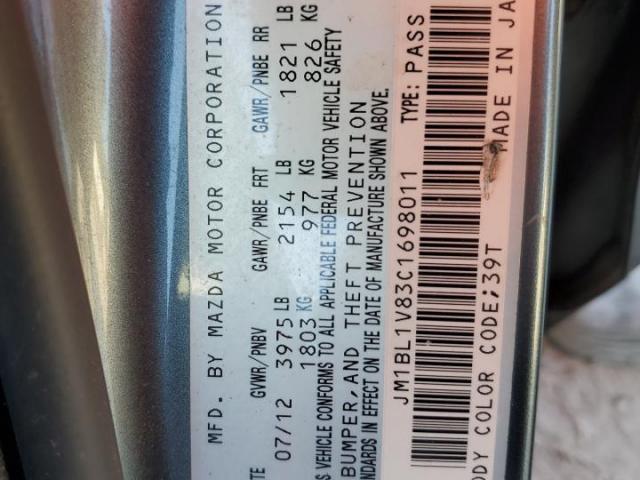 MFD. BY MAZDA MOTOR CORPORATION
GVWR/PNBV GAWR/PNBE FRT GAWR/PNBE RR
TE 07/12 3975 LB 2154 LB 1821 LB
1803 KG 977 KG 826 KG
S VEHICLE CONFORMS TO ALL APPLICABLE FEDERAL MOTOR VEHICLE SAFETY
BUMPER, AND THEFT PREVENTION
NDARDS IN EFFECT ON THE DATE OF MANUFACTURE SHOWN ABOVE.
JM1BL1V83C1698011 TYPE: PASS
ODY COLOR CODE;39T MADE IN JA